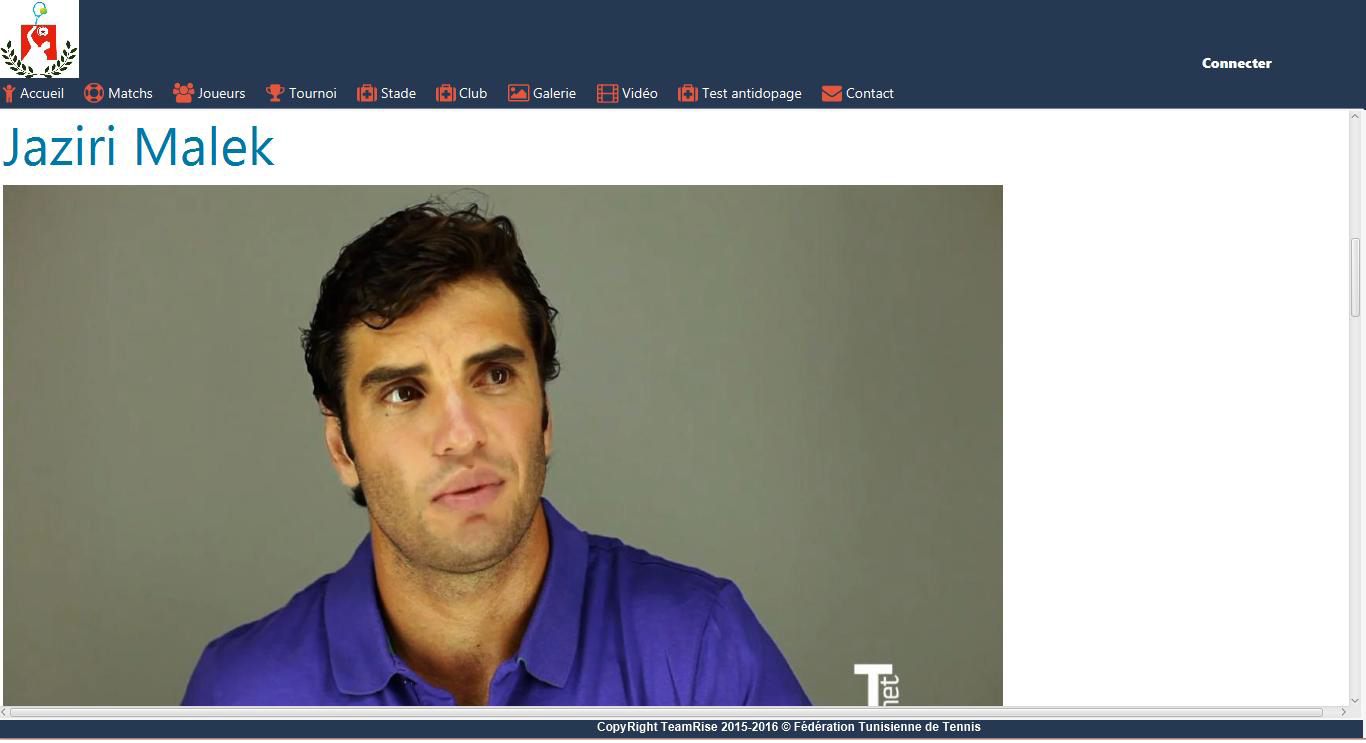 Connecter
Accueil Matchs Joueurs Tournoi Stade Club Galerie Vidéo Test antidopage Contact
Jaziri Malek
T net
CopyRight TeamRise 2015-2016 © Fédération Tunisienne de Tennis